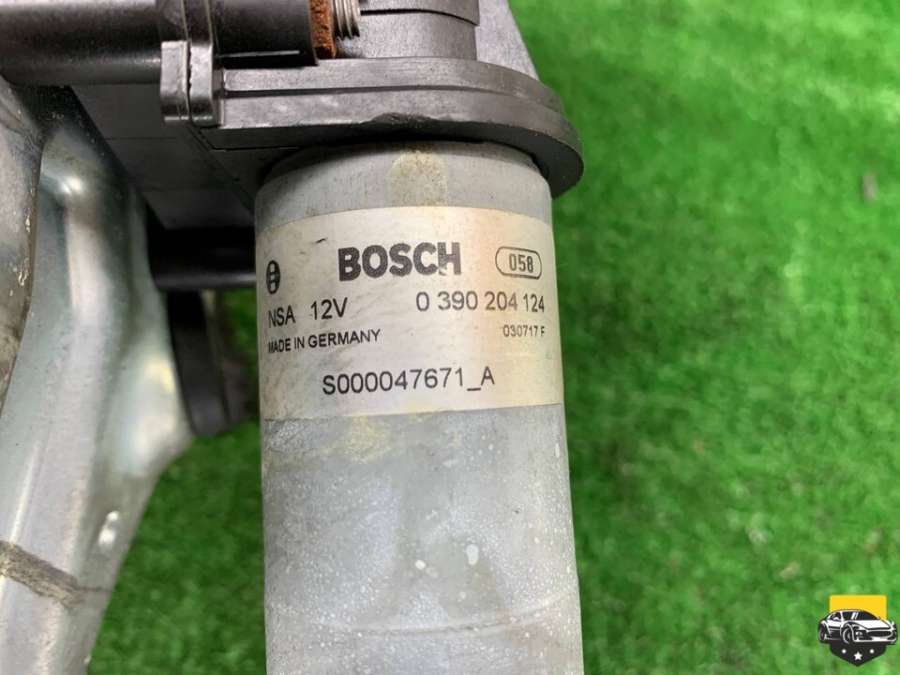 BOSCH 058
NSA 12V 0 390 204 124
MADE IN GERMANY 030717 F
S000047671_A